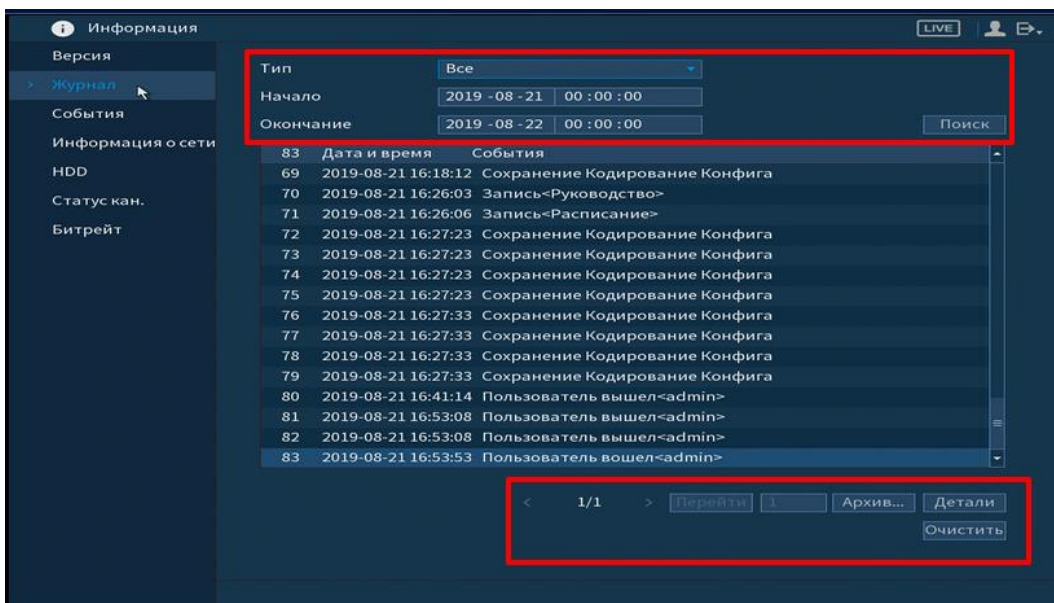 i Информация LIVE
Версия
Журнал
События
Информация о сети
HDD
Статус кан.
Битрейт
Тип Все
Начало 2019 -08 -21 00 : 00 : 00
Окончание 2019 -08 -22 00 : 00 : 00 Поиск
83 Дата и время События
69 2019-08-21 16:18:12 Сохранение Кодирование Конфига
70 2019-08-21 16:26:03 Запись<Руководство>
71 2019-08-21 16:26:06 Запись<Расписание>
72 2019-08-21 16:27:23 Сохранение Кодирование Конфига
73 2019-08-21 16:27:23 Сохранение Кодирование Конфига
74 2019-08-21 16:27:23 Сохранение Кодирование Конфига
75 2019-08-21 16:27:23 Сохранение Кодирование Конфига
76 2019-08-21 16:27:33 Сохранение Кодирование Конфига
77 2019-08-21 16:27:33 Сохранение Кодирование Конфига
78 2019-08-21 16:27:33 Сохранение Кодирование Конфига
79 2019-08-21 16:27:33 Сохранение Кодирование Конфига
80 2019-08-21 16:41:14 Пользователь вышел<admin>
81 2019-08-21 16:53:08 Пользователь вышел<admin>
82 2019-08-21 16:53:08 Пользователь вышел<admin>
83 2019-08-21 16:53:53 Пользователь вошел<admin>
< 1/1 > Перейти 1 Архив... Детали
Очистить